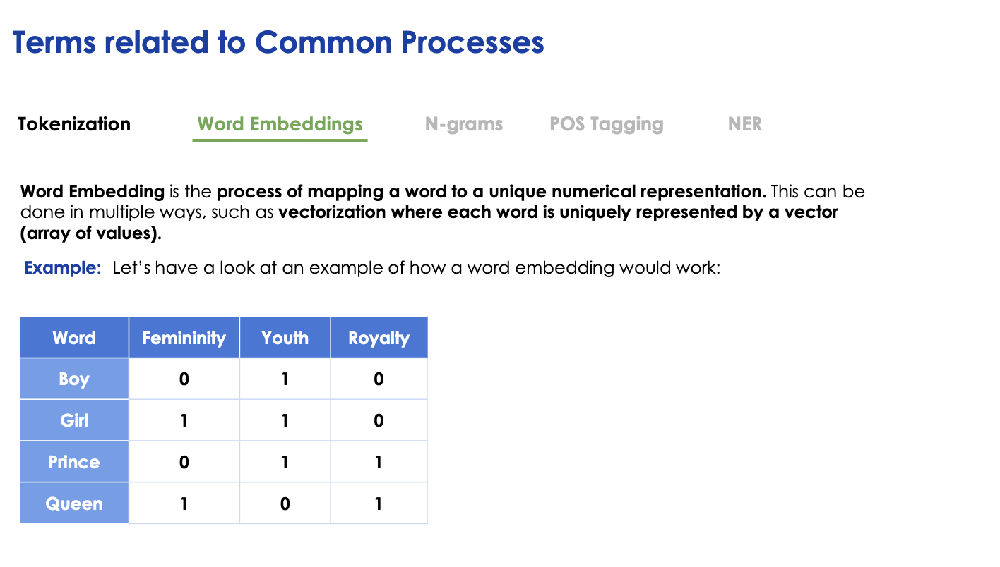 Terms related to Common Processes
Tokenization Word Embeddings N-grams POS Tagging NER
Word Embedding is the process of mapping a word to a unique numerical representation. This can be
done in multiple ways, such as vectorization where each word is uniquely represented by a vector
(array of values).
Example: Let’s have a look at an example of how a word embedding would work:
Word Femininity Youth Royalty
Boy 0 1 0
Girl 1 1 0
Prince 0 1 1
Queen 1 0 1